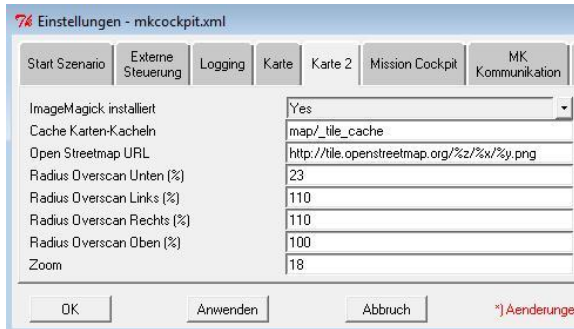 7% Einstellungen - mkcockpit.xml
Start Szenario
Externe
Steuerung
Logging
Karte
Karte 2
Mission Cockpit
MK
Kommunikation
ImageMagick installiert Yes
Cache Karten-Kacheln map/_tile_cache
Open Streetmap URL http://tile.openstreetmap.org/%z/%x/%y.png
Radius Overscan Unten (%) 23
Radius Overscan Links (%) 110
Radius Overscan Rechts (%) 110
Radius Overscan Oben (%) 100
Zoom 18
OK Anwenden Abbruch *) Aenderunge